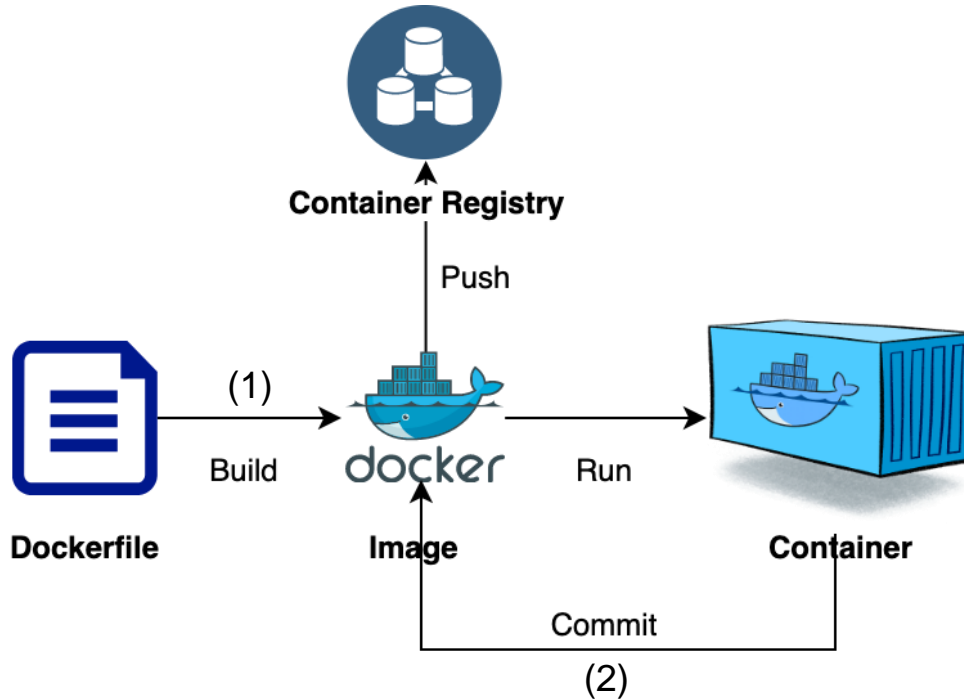 Container Registry
Push
(1)
Build
docker
Run
Dockerfile
Image
Container
Commit
(2)